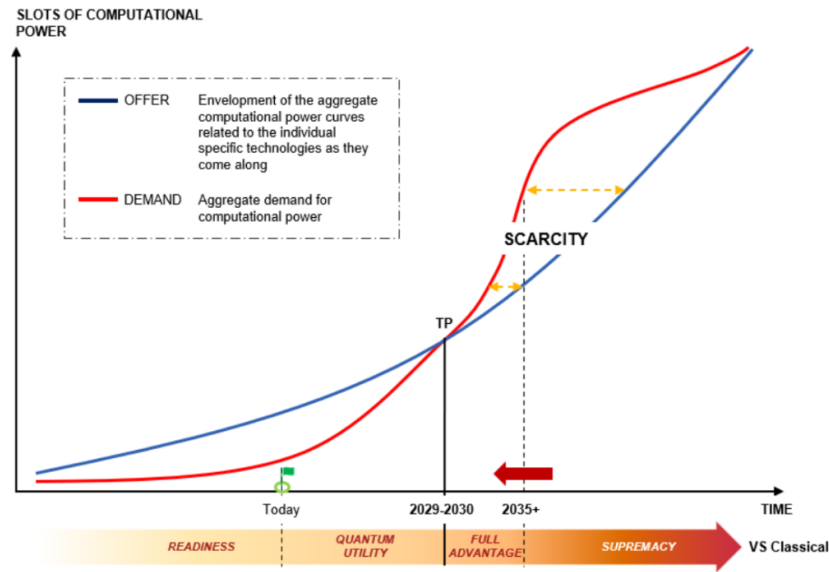 SLOTS OF COMPUTATIONAL
POWER
OFFER
Envelopment of the aggregate
computational power curves
related to the individual
specific technologies as they
come along
DEMAND
Aggregate demand for
computational power
SCARCITY
TP
Today
2029-2030
2035+
TIME
READINESS
QUANTUM
UTILITY
FULL
ADVANTAGE
SUPREMACY
VS Classical